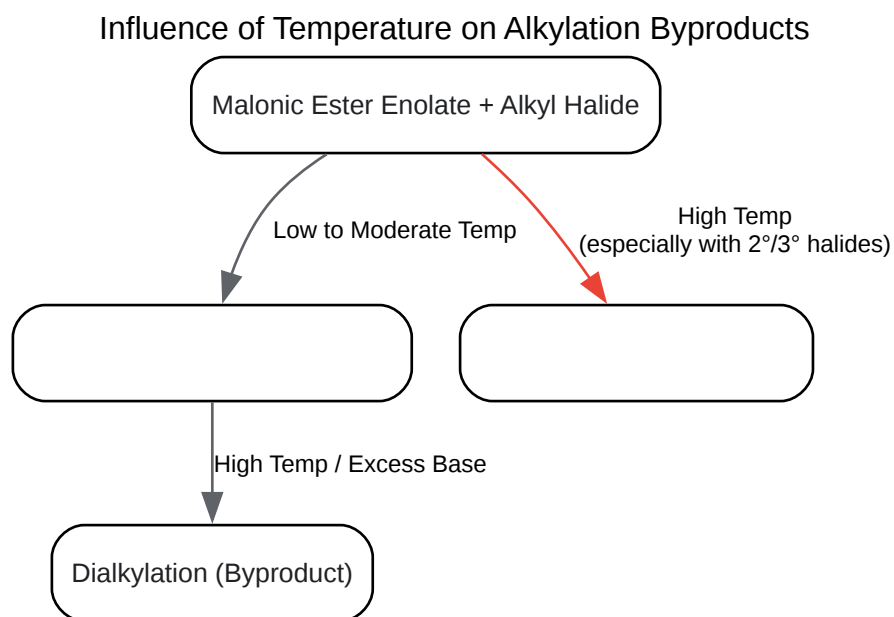 Influence of Temperature on Alkylation Byproducts
Malonic Ester Enolate + Alkyl Halide
Low to Moderate Temp
High Temp
(especially with 2°/3° halides)
High Temp / Excess Base
Dialkylation (Byproduct)